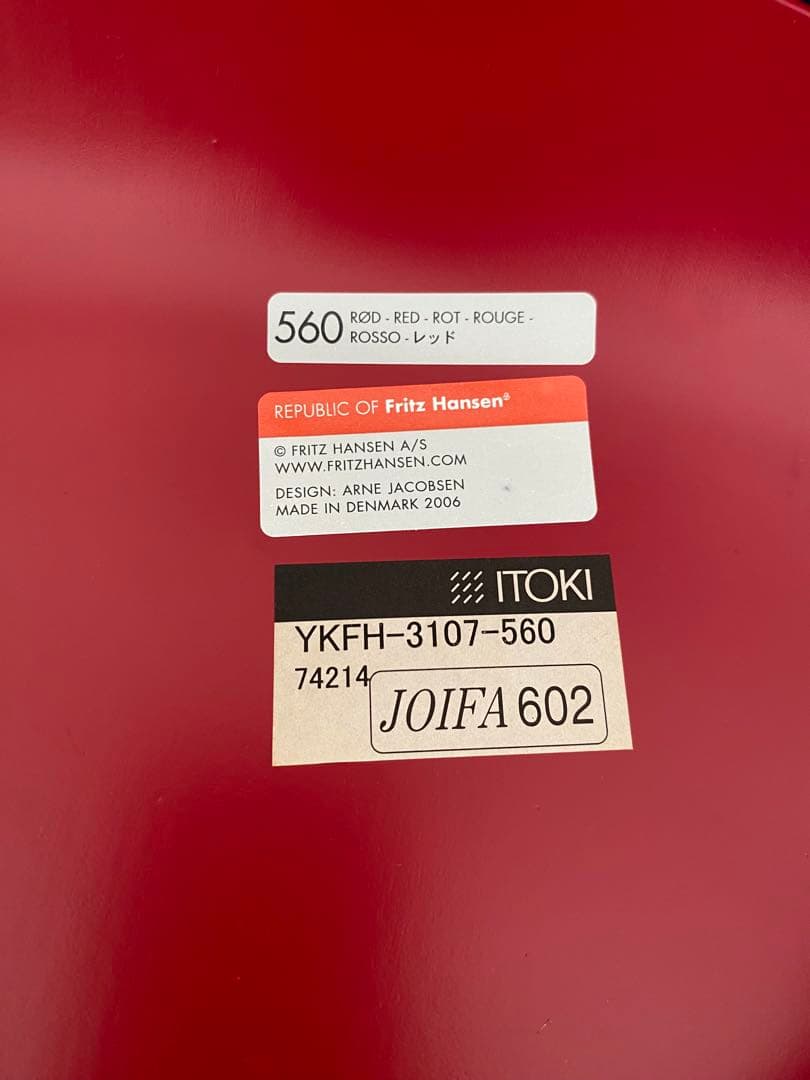 560 RØD - RED - ROT - ROUGE -
ROSSO - レッド
REPUBLIC OF Fritz Hansen®
© FRITZ HANSEN A/S
WWW.FRITZHANSEN.COM
DESIGN: ARNE JACOBSEN
MADE IN DENMARK 2006
ITOKI
YKFH-3107-560
74214
JOIFA 602